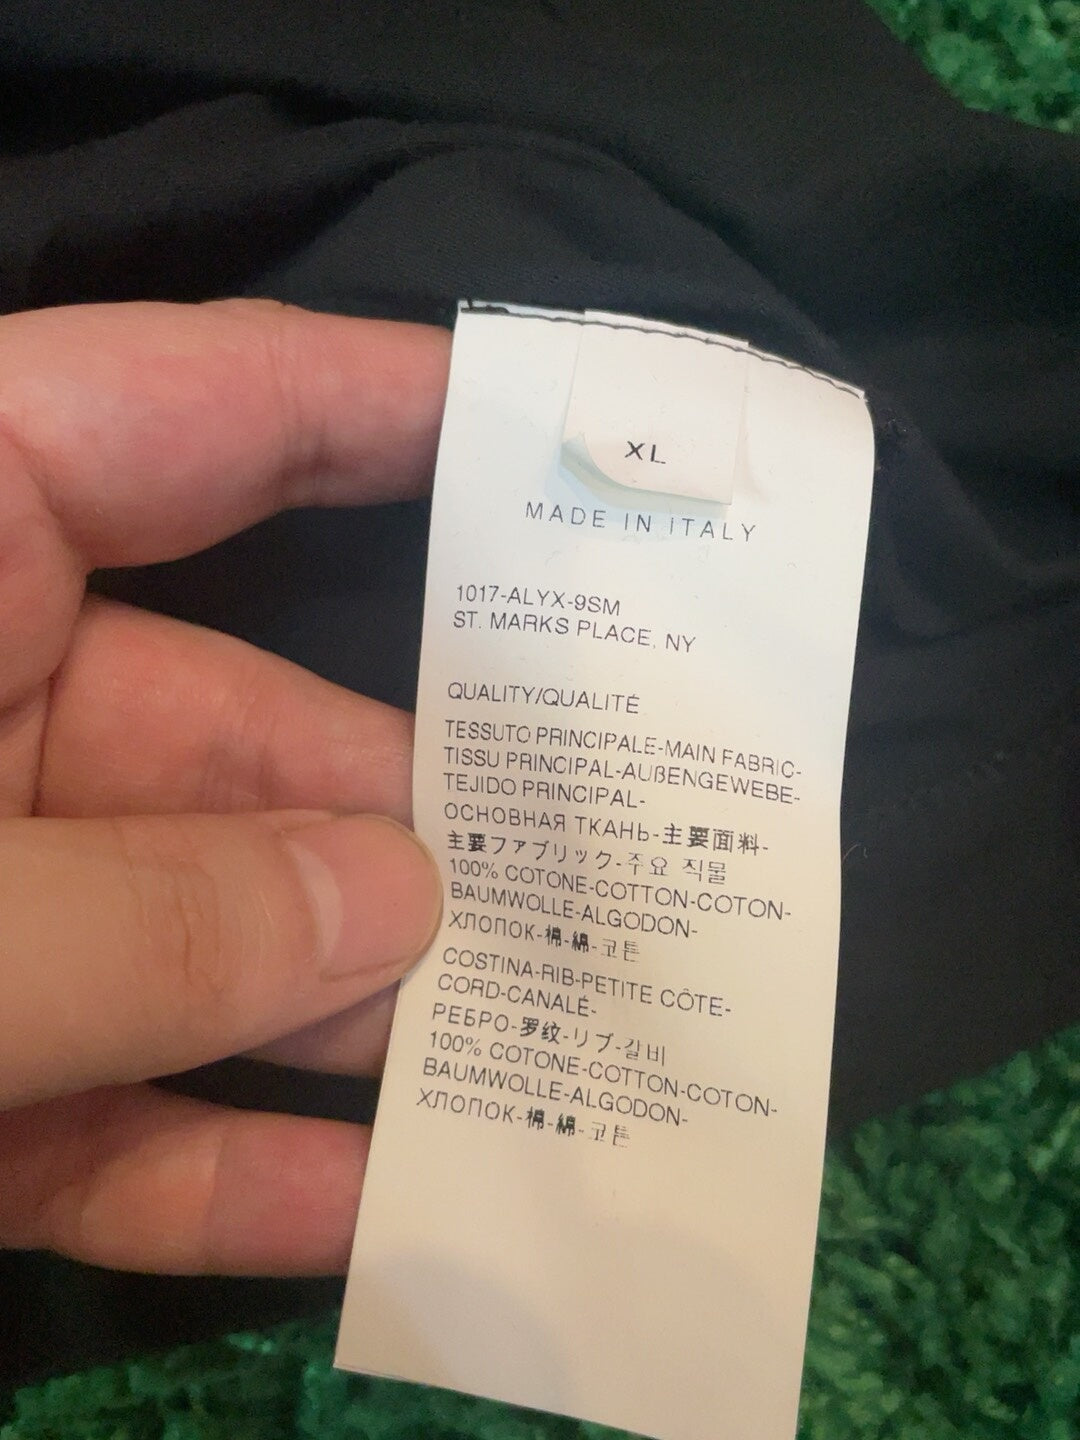 XL
MADE IN ITALY
1017-ALYX-9SM
ST. MARKS PLACE, NY
QUALITY/QUALITÉ
TESSUTO PRINCIPALE-MAIN FABRIC-
TISSU PRINCIPAL-AUßENGEWEBE-
TEJIDO PRINCIPAL-
ОСНОВНАЯ ТКАНЬ-主要面料-
主要ファブリック-주요 직물
100% COTONE-COTTON-COTON-
BAUMWOLLE-ALGODON-
ХЛОПОК-棉-綿-코튼
COSTINA-RIB-PETITE CÔTE-
CORD-CANALÉ-
РЕБРО-罗纹-リブ-갈비
100% COTONE-COTTON-COTON-
BAUMWOLLE-ALGODON-
ХЛОПОК-棉-綿-코튼